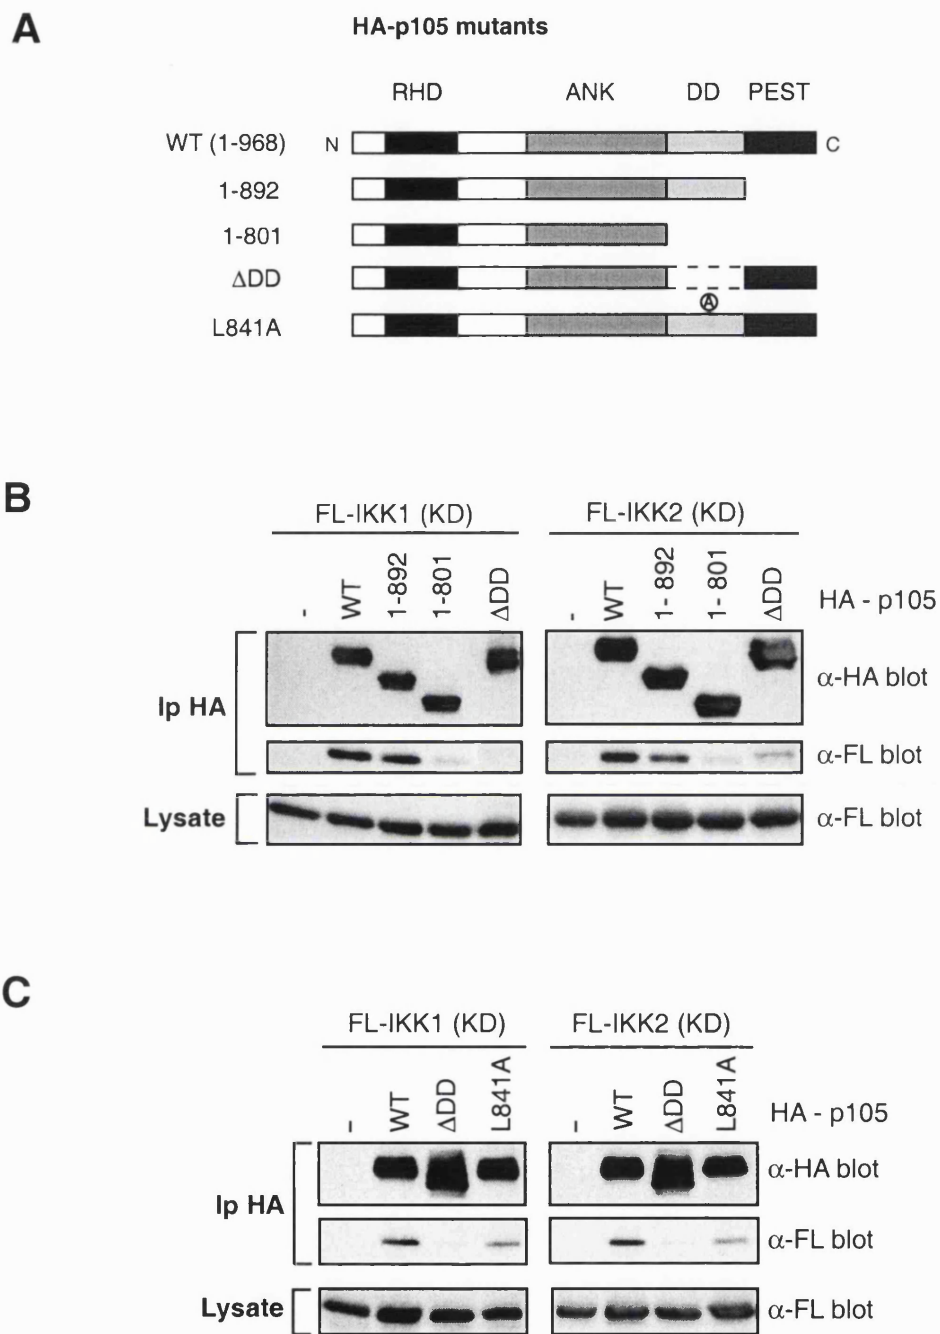 A
HA-p105 mutants
RHD ANK DD PEST
WT (1-968) N C
1-892
1-801
ΔDD
A
L841A
B
FL-IKK1 (KD) FL-IKK2 (KD)
- WT 1-892 1-801 ΔDD - WT 1-892 1-801 ΔDD HA - p105
α-HA blot
Ip HA
α-FL blot
Lysate α-FL blot
C
FL-IKK1 (KD) FL-IKK2 (KD)
- WT ΔDD L841A - WT ΔDD L841A HA - p105
α-HA blot
Ip HA
α-FL blot
Lysate α-FL blot